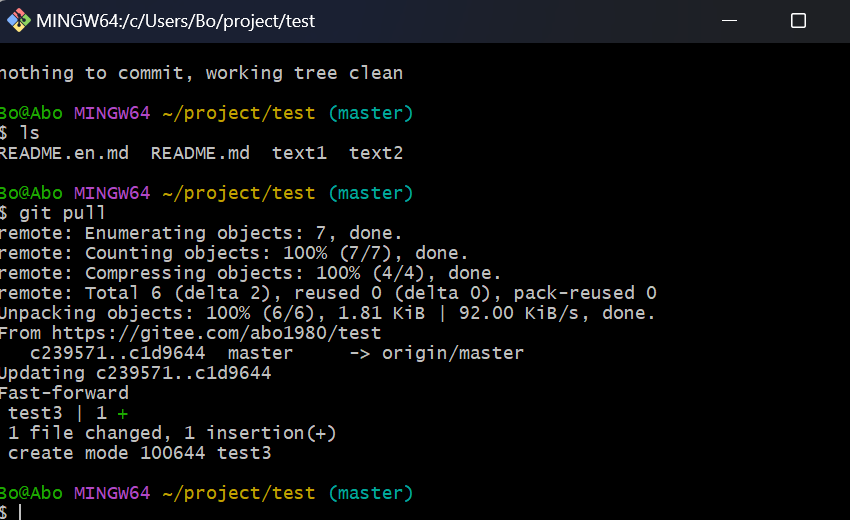 MINGW64:/c/Users/Bo/project/test
nothing to commit, working tree clean
Bo@Abo MINGW64 ~/project/test (master)
$ ls
README.en.md  README.md  text1  text2
Bo@Abo MINGW64 ~/project/test (master)
$ git pull
remote: Enumerating objects: 7, done.
remote: Counting objects: 100% (7/7), done.
remote: Compressing objects: 100% (4/4), done.
remote: Total 6 (delta 2), reused 0 (delta 0), pack-reused 0
Unpacking objects: 100% (6/6), 1.81 KiB | 92.00 KiB/s, done.
From https://gitee.com/abo1980/test
   c239571..c1d9644  master     -> origin/master
Updating c239571..c1d9644
Fast-forward
 test3 | 1 +
 1 file changed, 1 insertion(+)
 create mode 100644 test3
Bo@Abo MINGW64 ~/project/test (master)
$